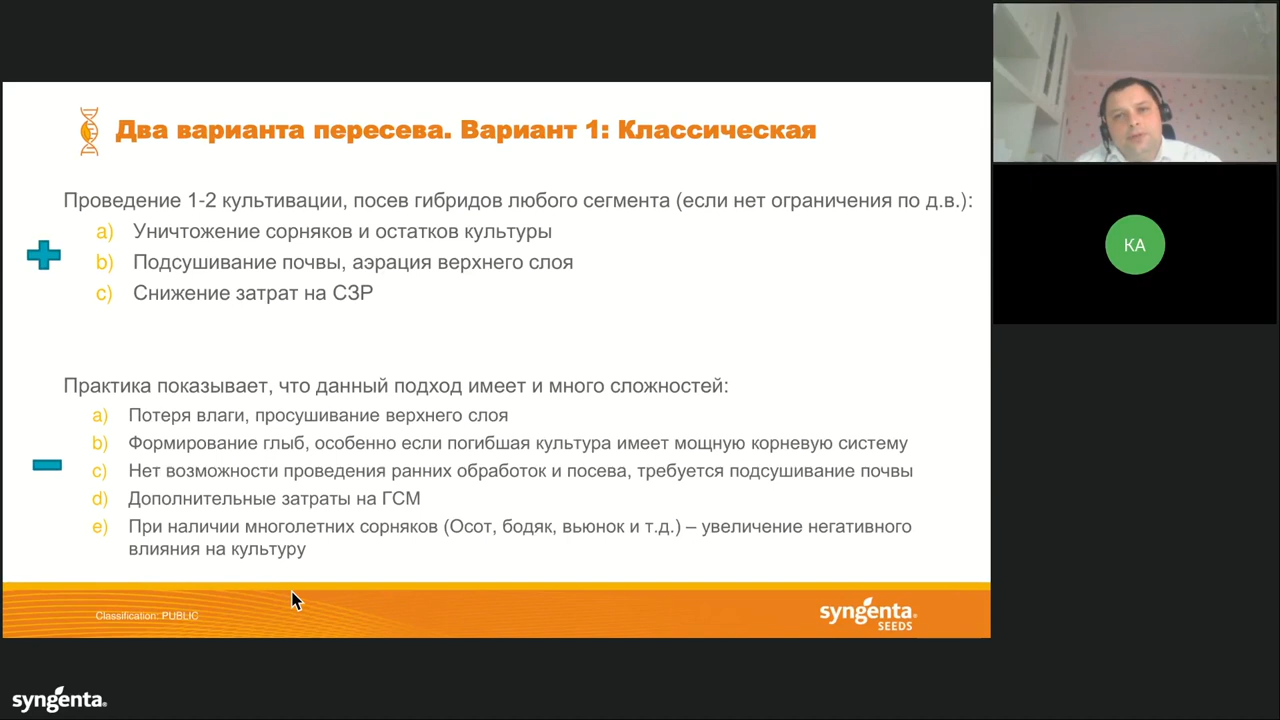 Два варианта пересева. Вариант 1: Классическая
Проведение 1-2 культивации, посев гибридов любого сегмента (если нет ограничения по д.в.):
a) Уничтожение сорняков и остатков культуры
b) Подсушивание почвы, аэрация верхнего слоя
c) Снижение затрат на СЗР
Практика показывает, что данный подход имеет и много сложностей:
a) Потеря влаги, просушивание верхнего слоя
b) Формирование глыб, особенно если погибшая культура имеет мощную корневую систему
c) Нет возможности проведения ранних обработок и посева, требуется подсушивание почвы
d) Дополнительные затраты на ГСМ
e) При наличии многолетних сорняков (Осот, бодяк, вьюнок и т.д.) – увеличение негативного
влияния на культуру
Classification: PUBLIC
syngenta
SEEDS
KA
syngenta